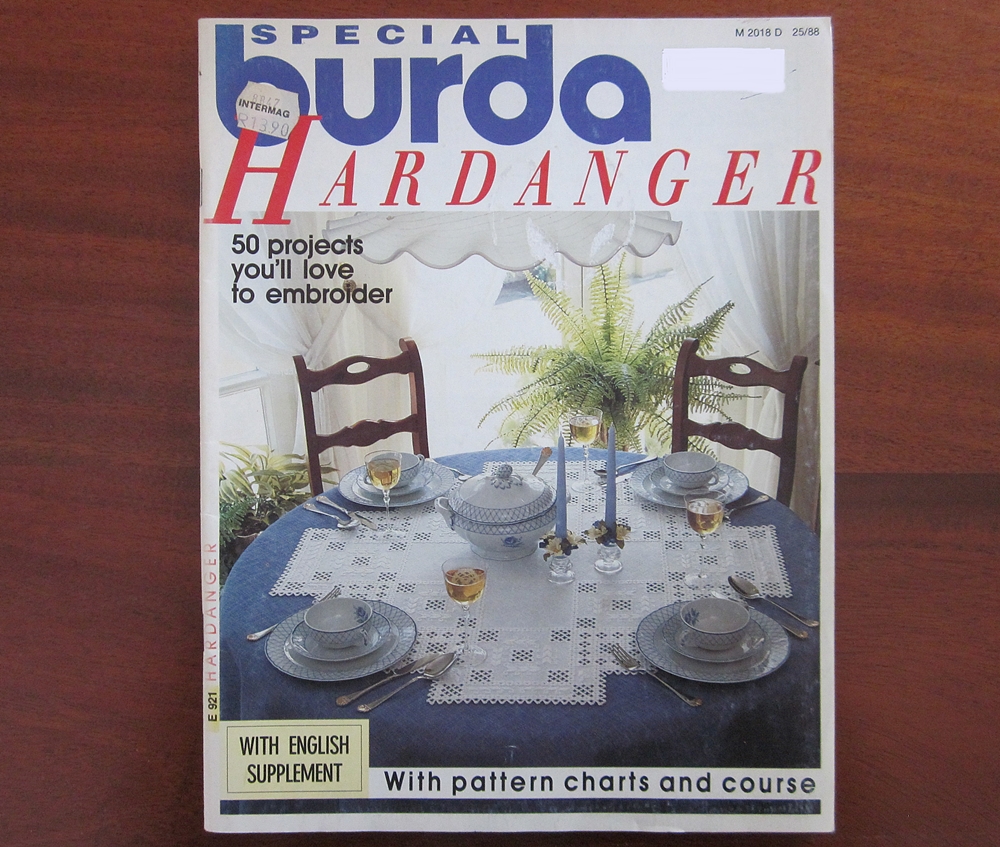 SPECIAL
M 2018 D 25/88
burda
INTERMAG
R13.90
HARDANGER
50 projects
you'll love
to embroider
HARDANGER
E 921
WITH ENGLISH
SUPPLEMENT
With pattern charts and course